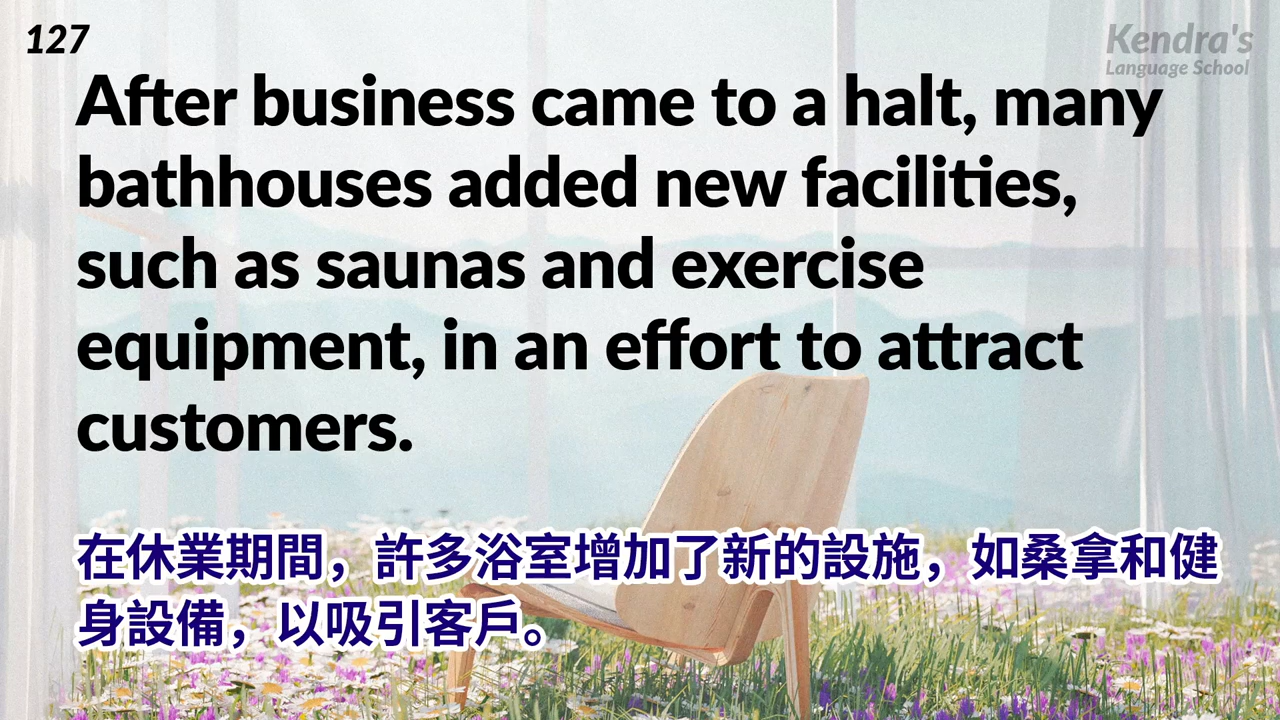 127
Kendra's
Language School
After business came to a halt, many
bathhouses added new facilities,
such as saunas and exercise
equipment, in an effort to attract
customers.
在休業期間，許多浴室增加了新的設施，如桑拿和健
身設備，以吸引客戶。